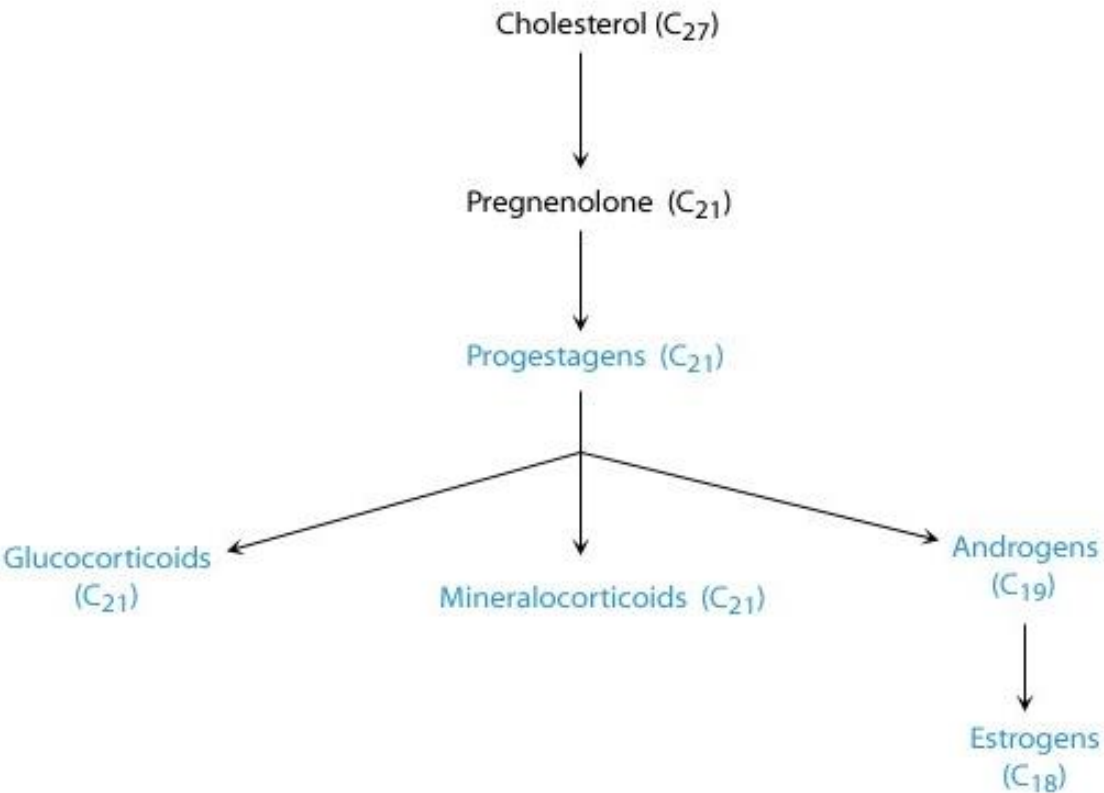 Cholesterol (C27)
Pregnenolone (C21)
Progestagens (C21)
Glucocorticoids
(C21)
Mineralocorticoids (C21)
Androgens
(C19)
Estrogens
(C18)